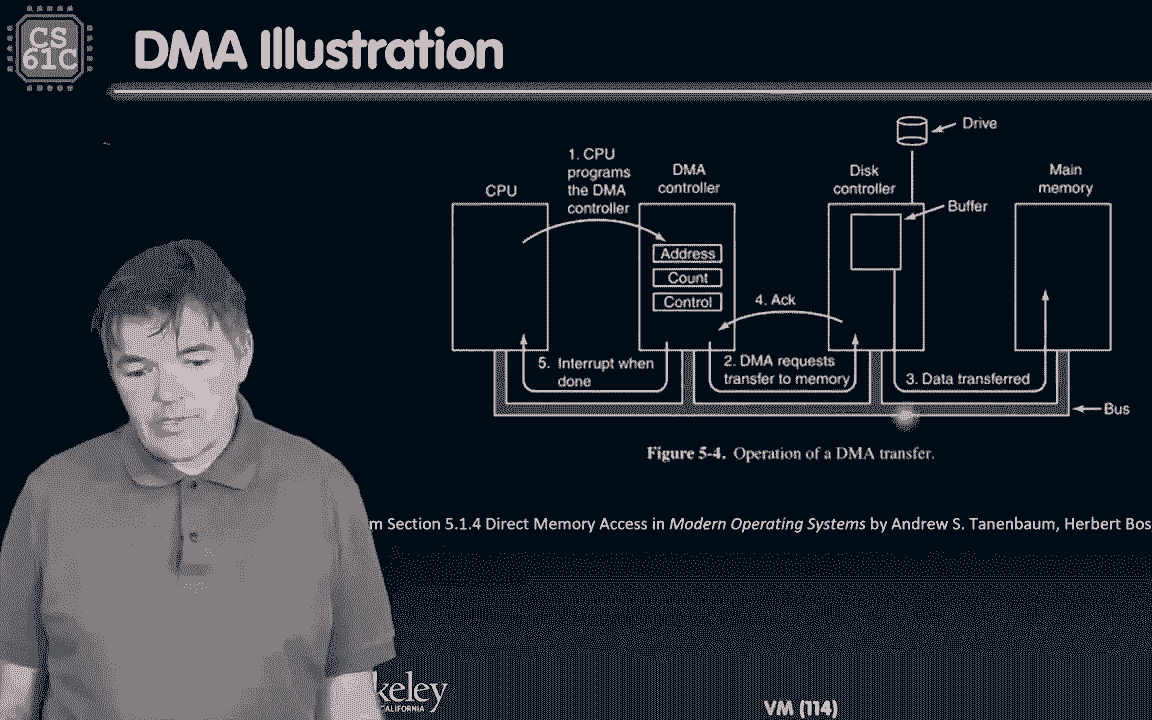 CS
61C
DMA Illustration
Drive
1. CPU
programs
the DMA
controller
CPU
DMA
controller
Disk
controller
Main
memory
Buffer
Address
Count
Control
4. Ack
5. Interrupt when
done
2. DMA requests
transfer to memory
3. Data transferred
Bus
Figure 5-4. Operation of a DMA transfer.
m Section 5.1.4 Direct Memory Access in Modern Operating Systems by Andrew S. Tanenbaum, Herbert Bos
keley
CALIFORNIA
VM (114)